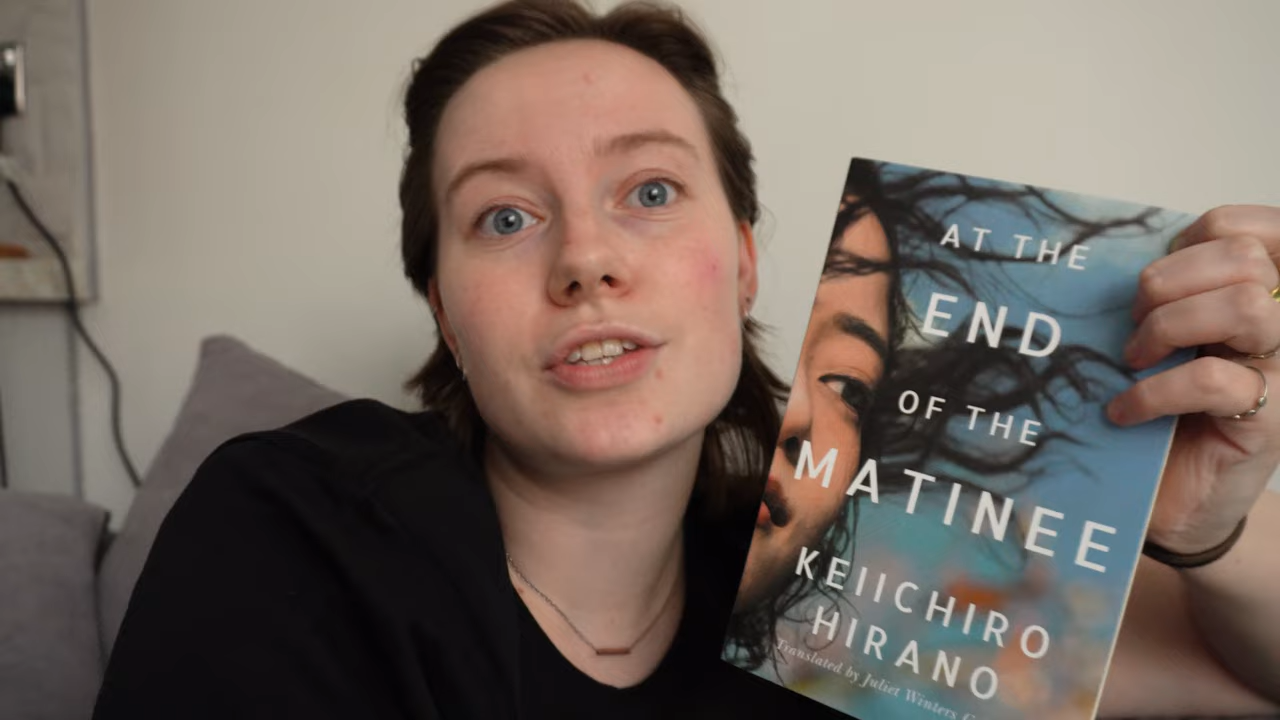 AT THE
END
OF THE
MATINEE
KEIICHIRO
HIRANO
Translated by Juliet Winters